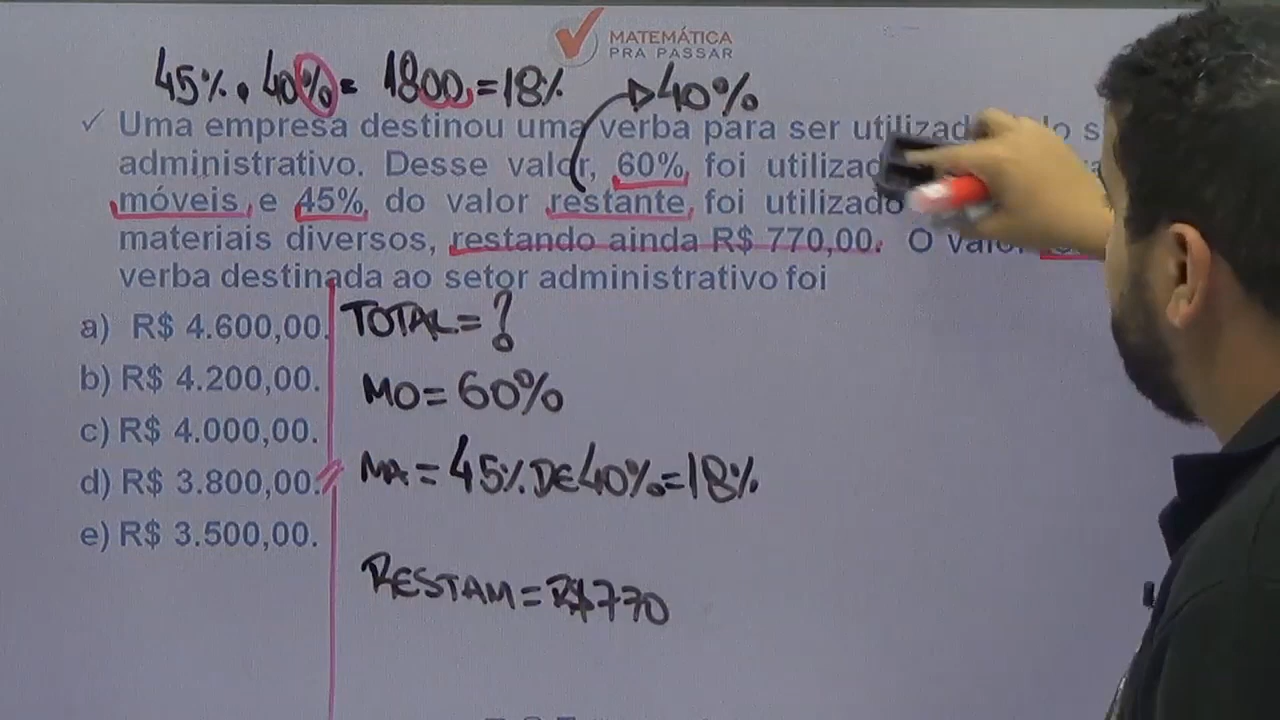 MATEMÁTICA
PRA PASSAR
45% . 40% = 1800 = 18%
40%
Uma empresa destinou uma verba para ser
administrativo. Desse valor, 60% foi
móveis e 45% do valor restante foi utilizado
materiais diversos, restando ainda R$ 770,00. O
verba destinada ao setor administrativo foi
a) R$ 4.600,00.
b) R$ 4.200,00.
c) R$ 4.000,00.
d) R$ 3.800,00.
e) R$ 3.500,00.
TOTAL = ?
MO = 60%
MA = 45% DE 40% = 18%
RESTAM = R$770